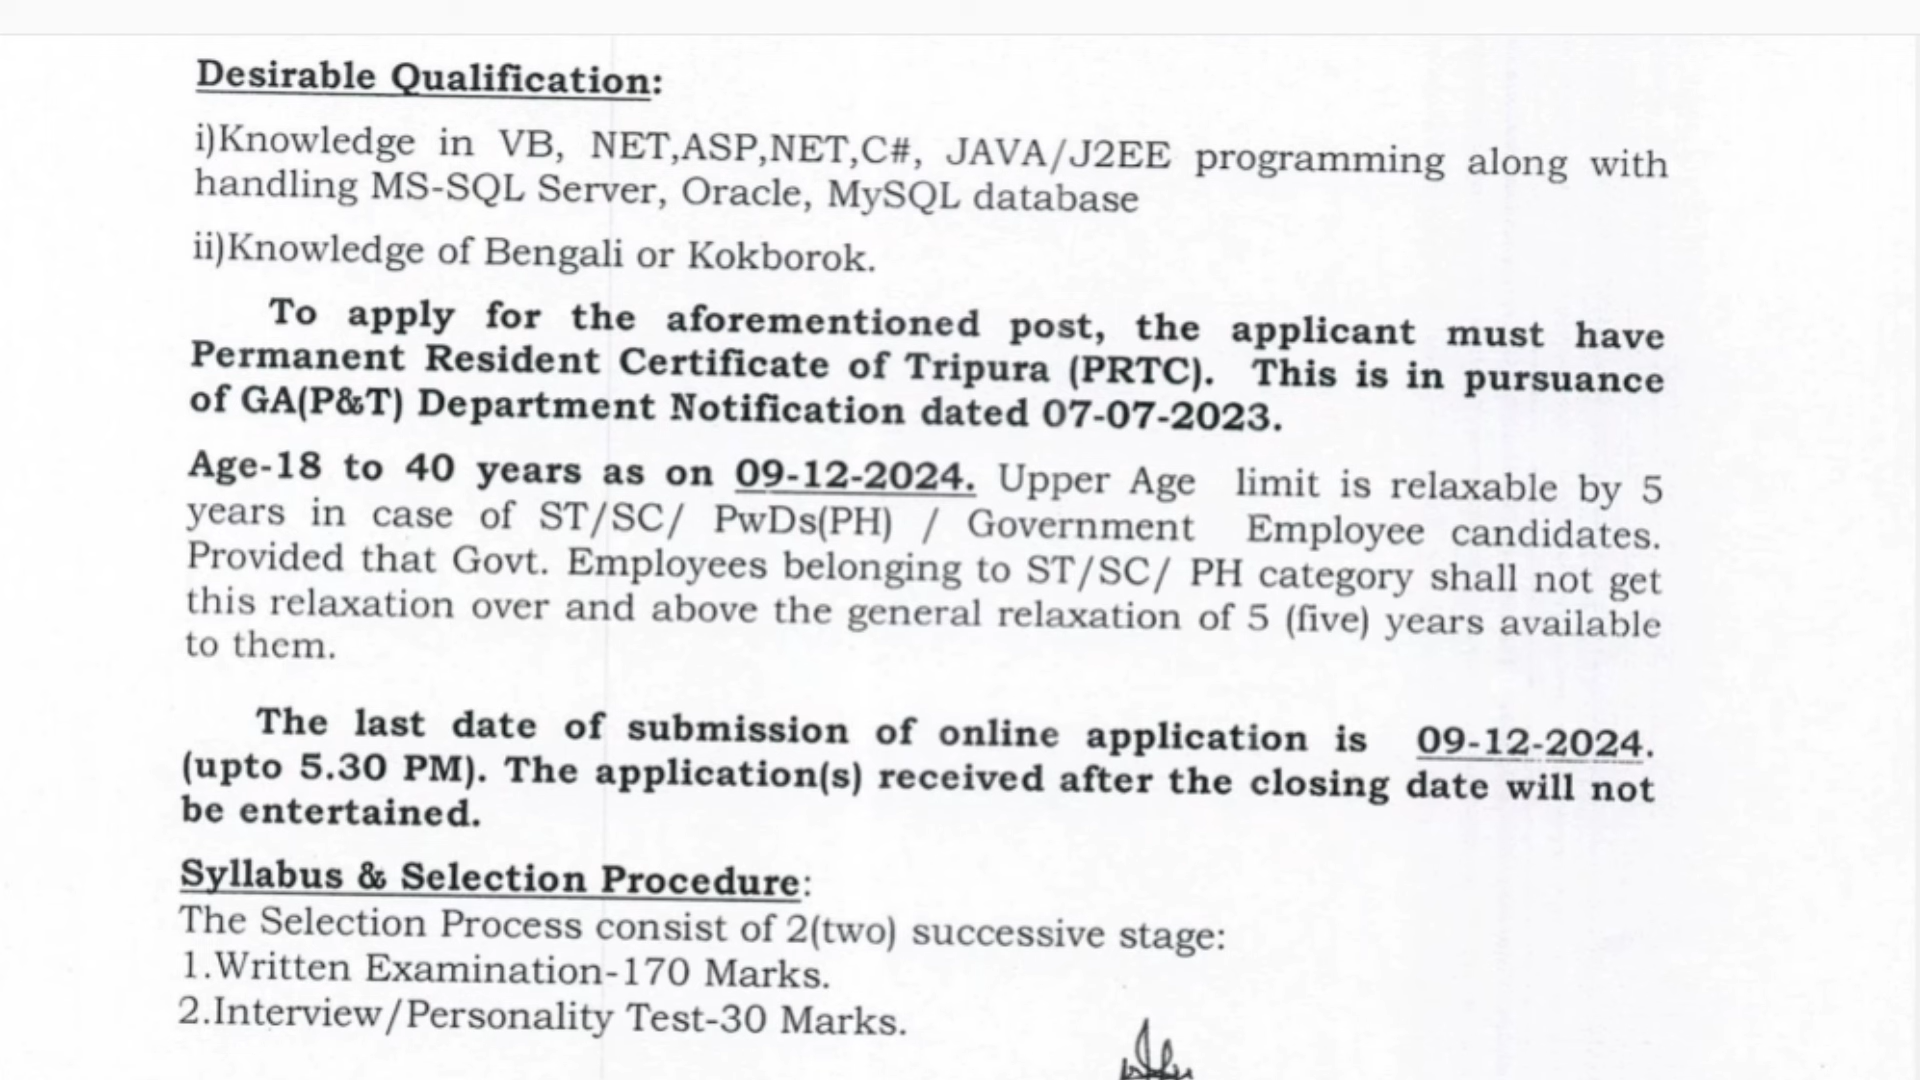 Desirable Qualification:
i)Knowledge in VB, NET,ASP,NET,C#, JAVA/J2EE programming along with
handling MS-SQL Server, Oracle, MySQL database
ii)Knowledge of Bengali or Kokborok.
To apply for the aforementioned post, the applicant must have
Permanent Resident Certificate of Tripura (PRTC). This is in pursuance
of GA(P&T) Department Notification dated 07-07-2023.
Age-18 to 40 years as on 09-12-2024. Upper Age limit is relaxable by 5
years in case of ST/SC/ PwDs(PH) / Government Employee candidates.
Provided that Govt. Employees belonging to ST/SC/ PH category shall not get
this relaxation over and above the general relaxation of 5 (five) years available
to them.
The last date of submission of online application is 09-12-2024.
(upto 5.30 PM). The application(s) received after the closing date will not
be entertained.
Syllabus & Selection Procedure:
The Selection Process consist of 2(two) successive stage:
1.Written Examination-170 Marks.
2.Interview/Personality Test-30 Marks.